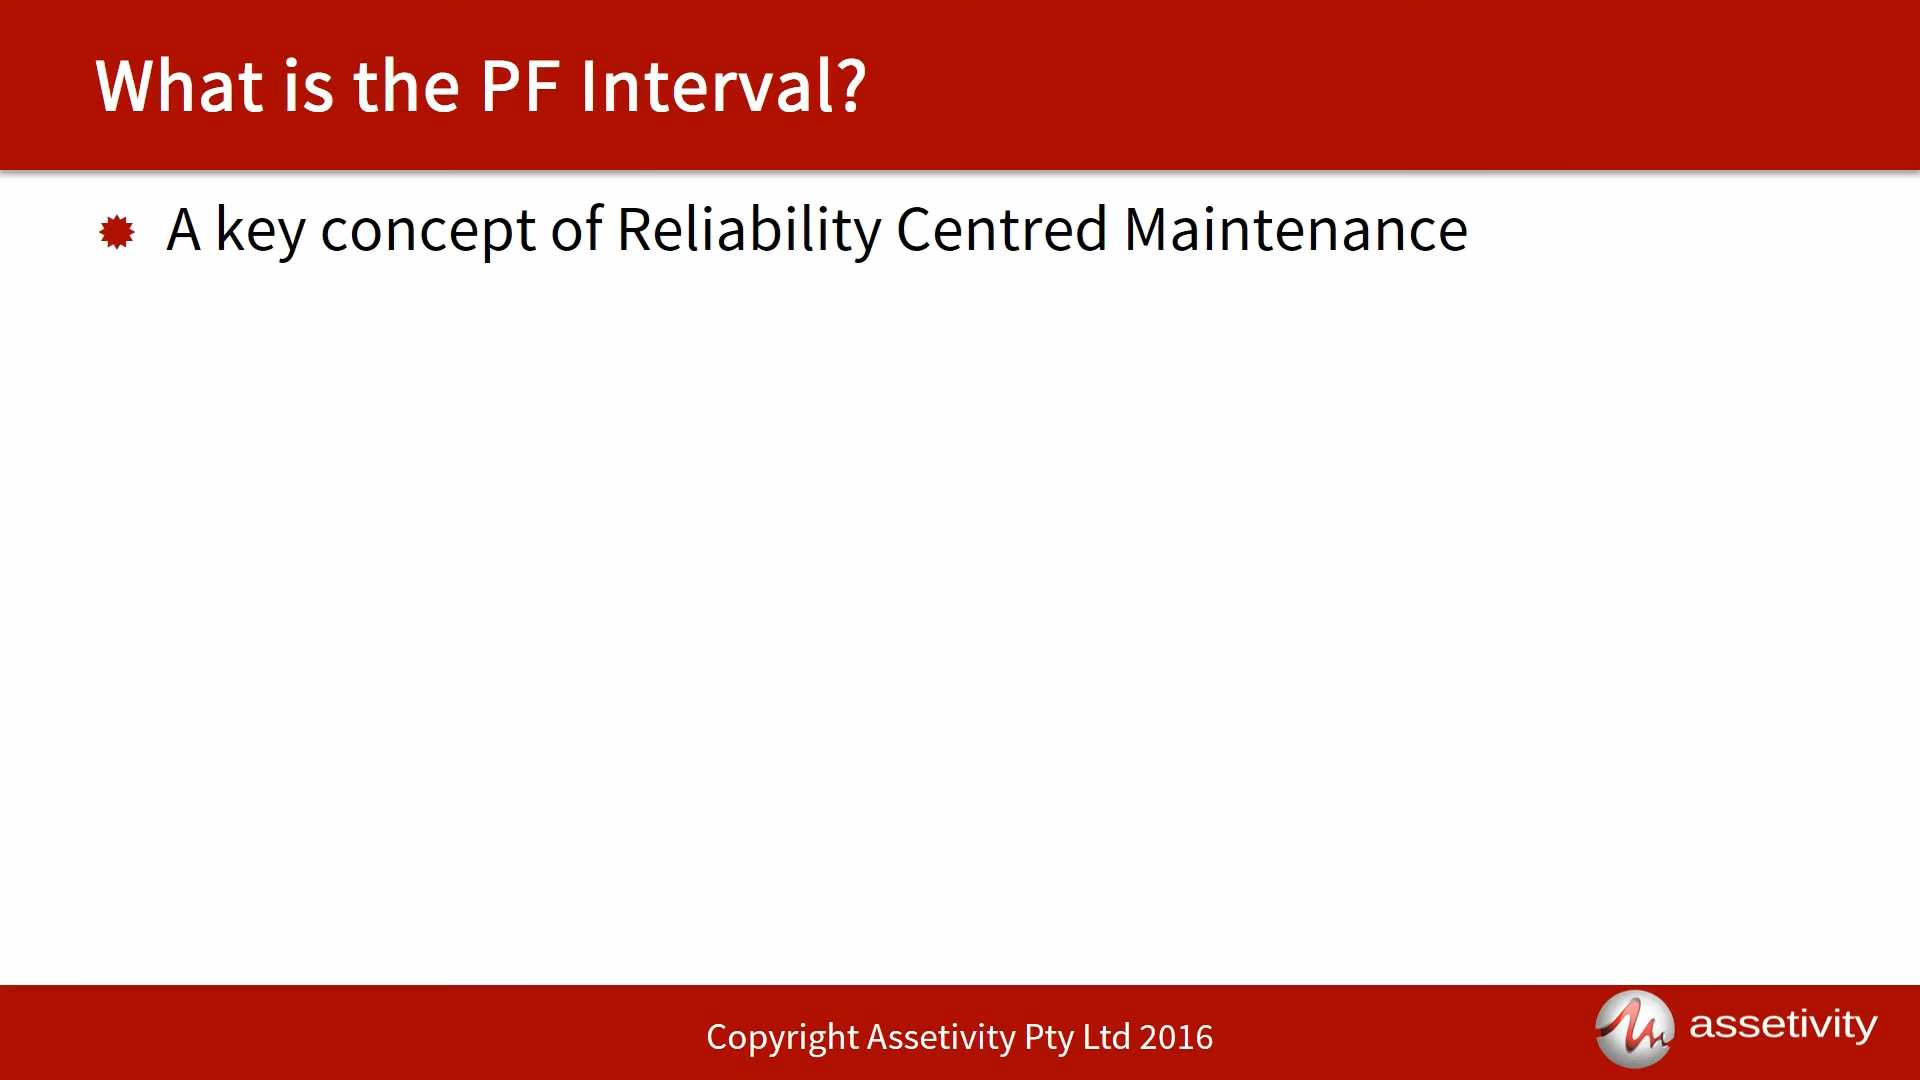 What is the PF Interval?
A key concept of Reliability Centred Maintenance
Copyright Assetivity Pty Ltd 2016
assetivity